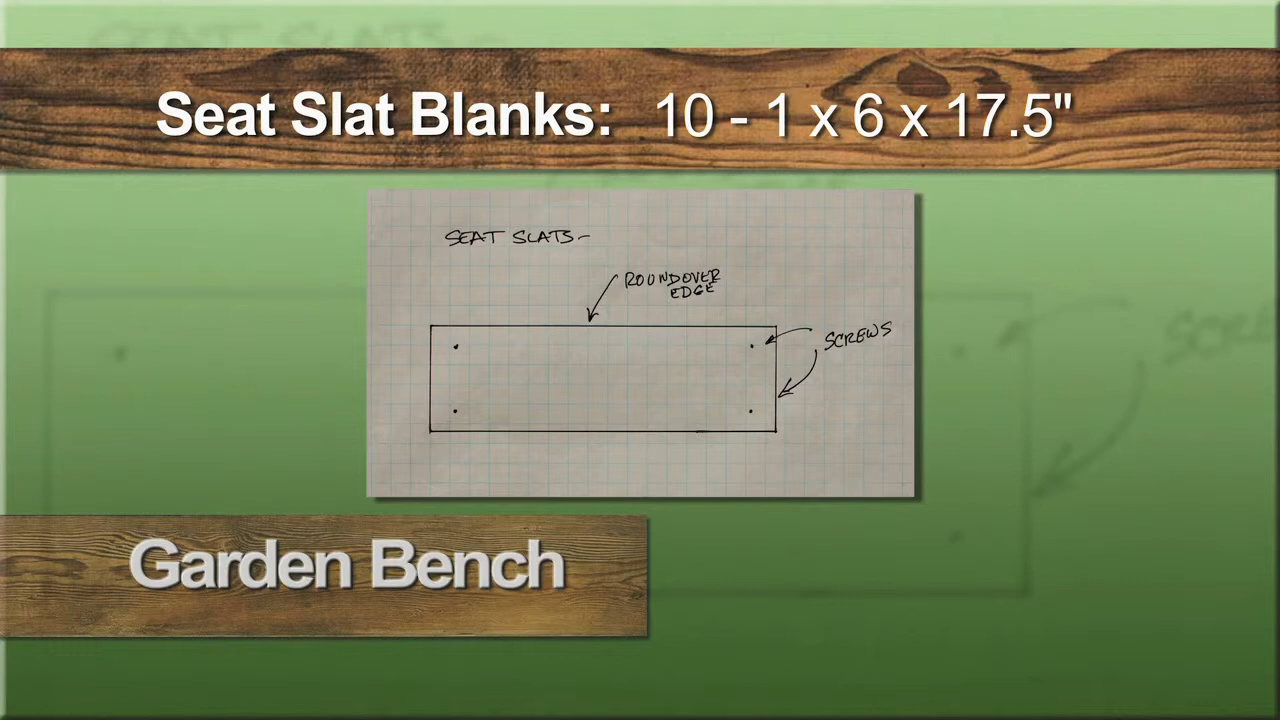 Seat Slat Blanks: 10 - 1 x 6 x 17.5"
SEAT SLATS-
ROUNDOVER
EDGE
SCREWS
Garden Bench